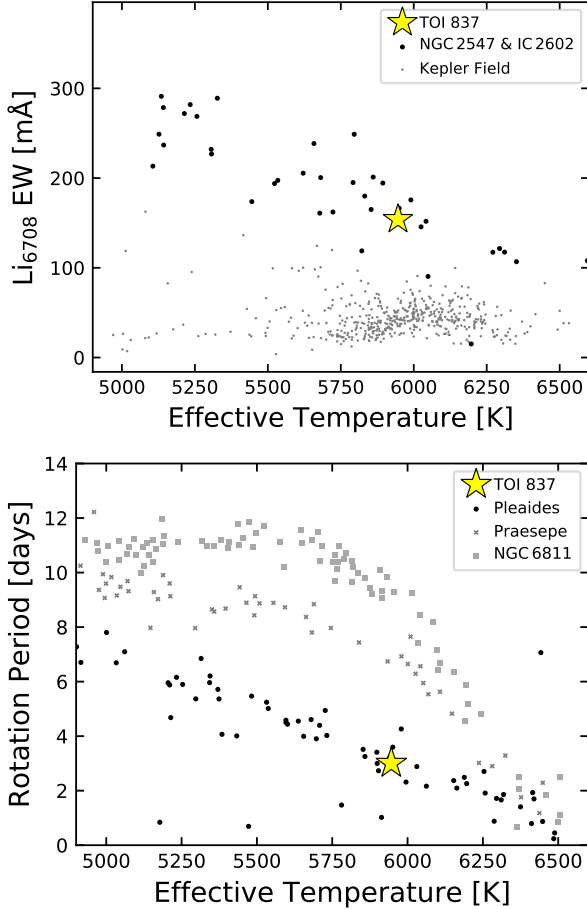 TOI 837
NGC 2547 & IC 2602
Kepler Field
Li6708 EW [mÅ]
300
200
100
0
5000 5250 5500 5750 6000 6250 6500
Effective Temperature [K]
TOI 837
Pleaides
Praesepe
NGC 6811
Rotation Period [days]
14
12
10
8
6
4
2
0
5000 5250 5500 5750 6000 6250 6500
Effective Temperature [K]